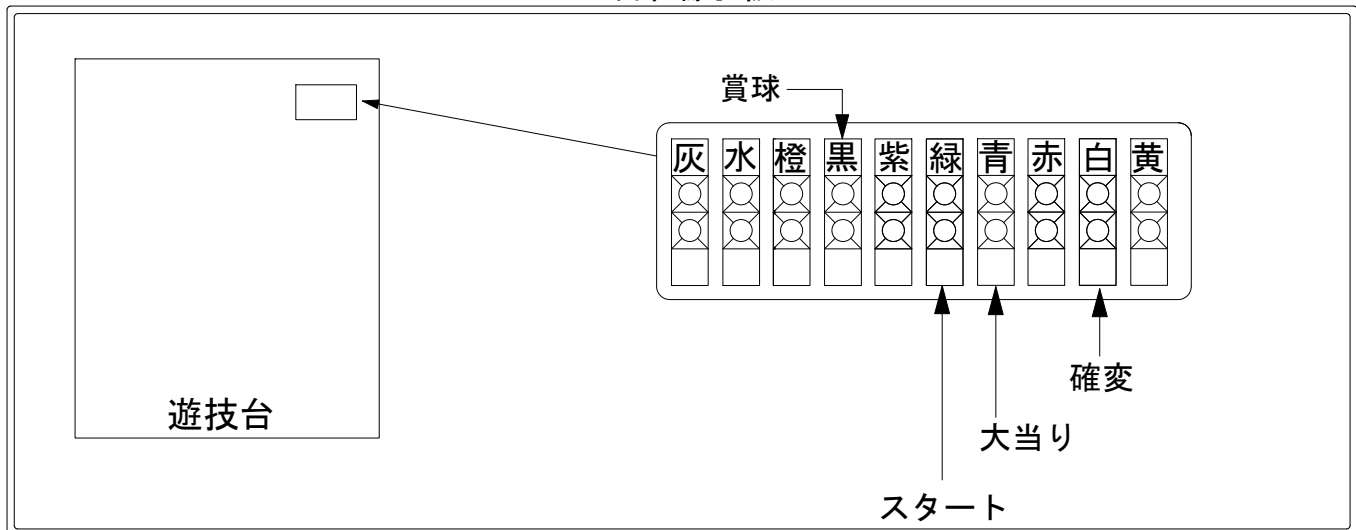 賞球
灰 水 橙 黒 紫 緑 青 赤 白 黄
確変
遊技台
大当り
スタート